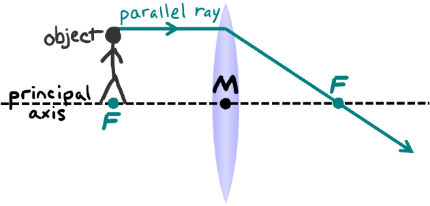 parallel ray
object
M
F
principal
axis
F